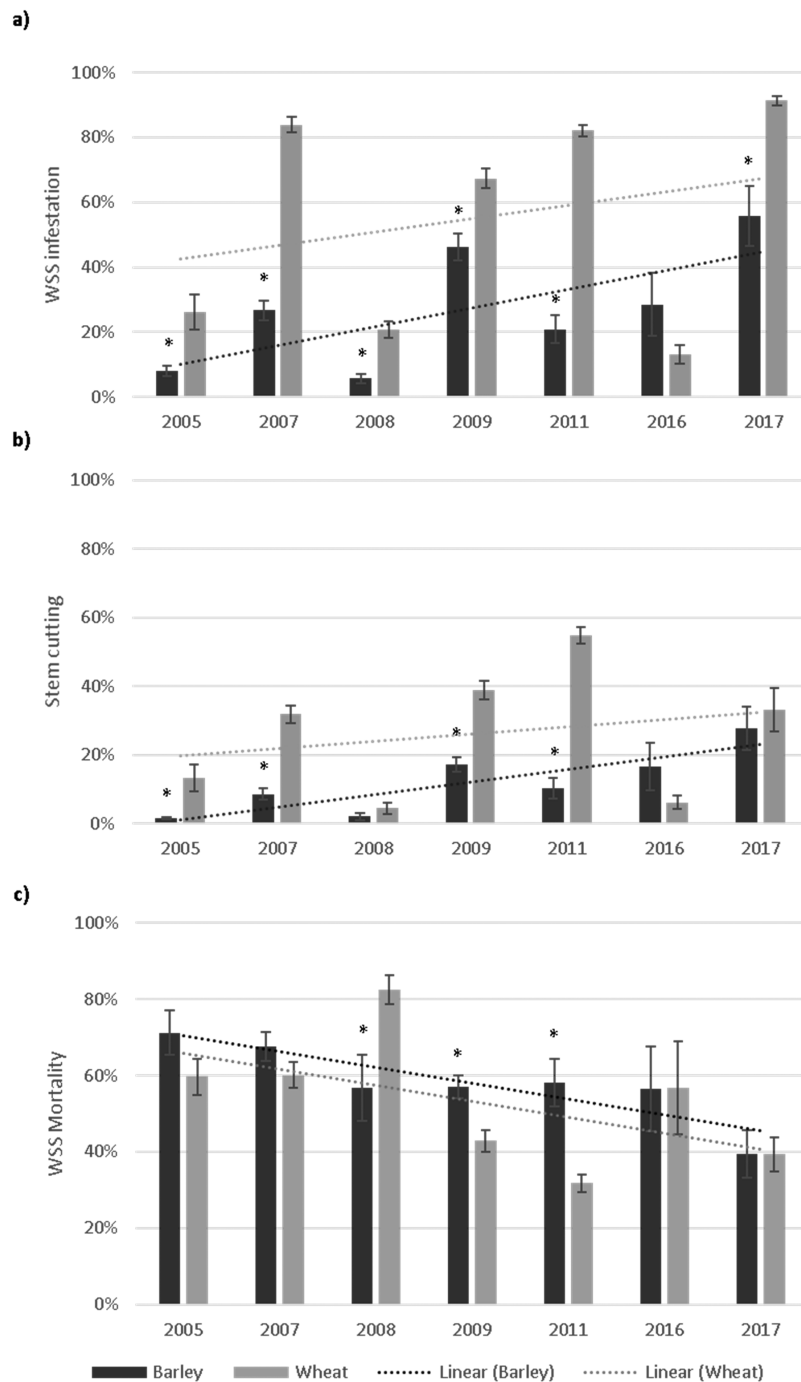 a)
WSS infestation
100%
80%
60%
40%
20%
0%
* * * * * *
2005 2007 2008 2009 2011 2016 2017
b)
Stem cutting
100%
80%
60%
40%
20%
0%
* * * *
2005 2007 2008 2009 2011 2016 2017
c)
WSS Mortality
100%
80%
60%
40%
20%
0%
* * *
2005 2007 2008 2009 2011 2016 2017
Barley Wheat Linear (Barley) Linear (Wheat)